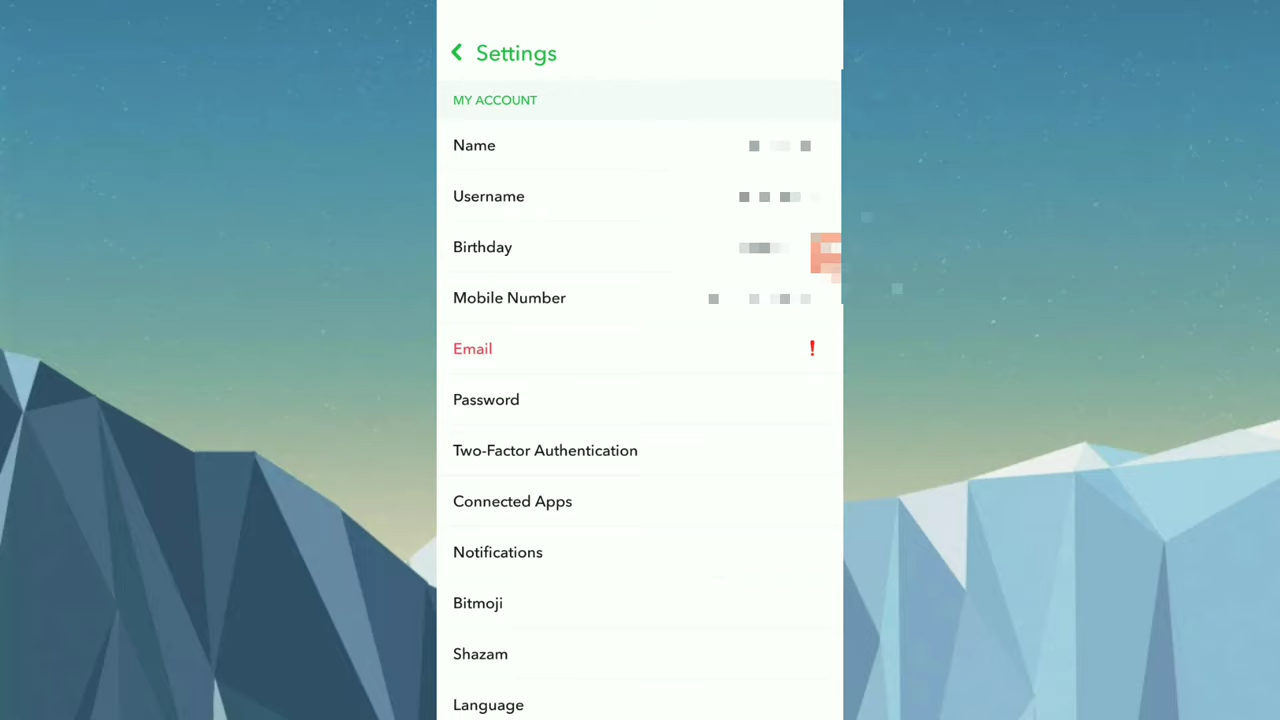 Settings
MY ACCOUNT
Name
Username
Birthday
Mobile Number
Email !
Password
Two-Factor Authentication
Connected Apps
Notifications
Bitmoji
Shazam
Language